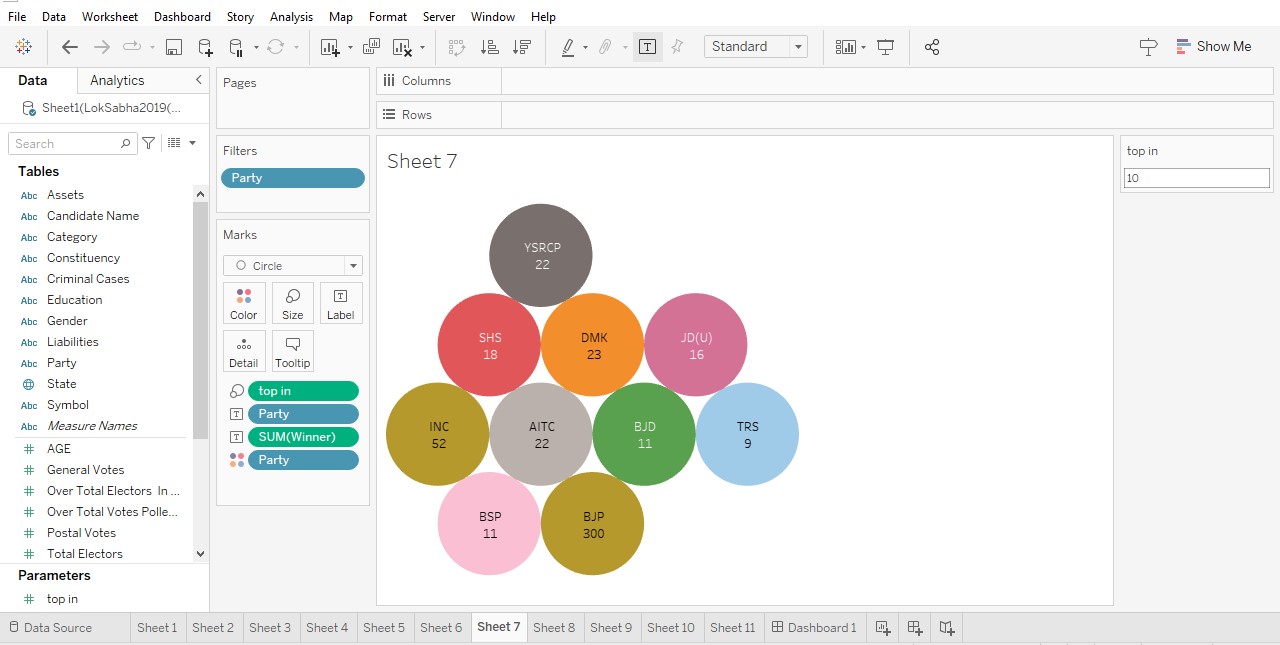 File Data Worksheet Dashboard Story Analysis Map Format Server Window Help
Standard
Show Me
Data Analytics
Sheet1(LokSabha2019(...
Search
Tables
Abc Assets
Abc Candidate Name
Abc Category
Abc Constituency
Abc Criminal Cases
Abc Education
Abc Gender
Abc Liabilities
Abc Party
State
Abc Symbol
Abc Measure Names
# AGE
# General Votes
# Over Total Electors In ...
# Over Total Votes Polle...
# Postal Votes
# Total Electors
Parameters
# top in
Pages
Filters
Party
Marks
Circle
Color Size Label
Detail Tooltip
top in
Party
SUM(Winner)
Party
Columns
Rows
Sheet 7
YSRCP
22
SHS
18
DMK
23
JD(U)
16
INC
52
AITC
22
BJD
11
TRS
9
BSP
11
BJP
300
top in
10
Data Source Sheet 1 Sheet 2 Sheet 3 Sheet 4 Sheet 5 Sheet 6 Sheet 7 Sheet 8 Sheet 9 Sheet 10 Sheet 11 Dashboard 1